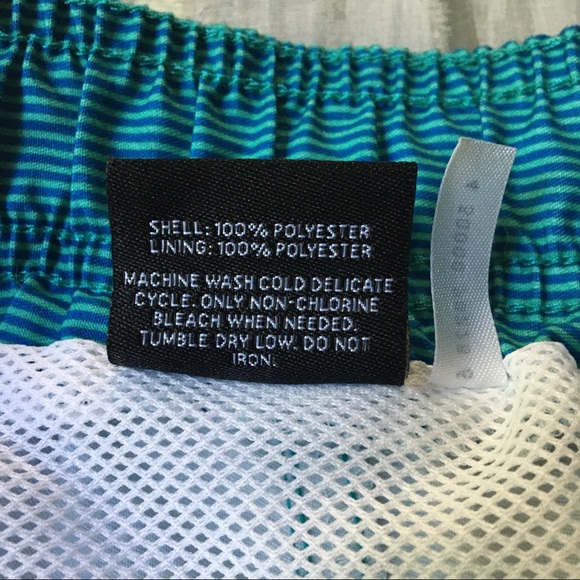 SHELL: 100% POLYESTER
LINING: 100% POLYESTER
MACHINE WASH COLD DELICATE
CYCLE. ONLY NON-CHLORINE
BLEACH WHEN NEEDED.
TUMBLE DRY LOW. DO NOT
IRON.